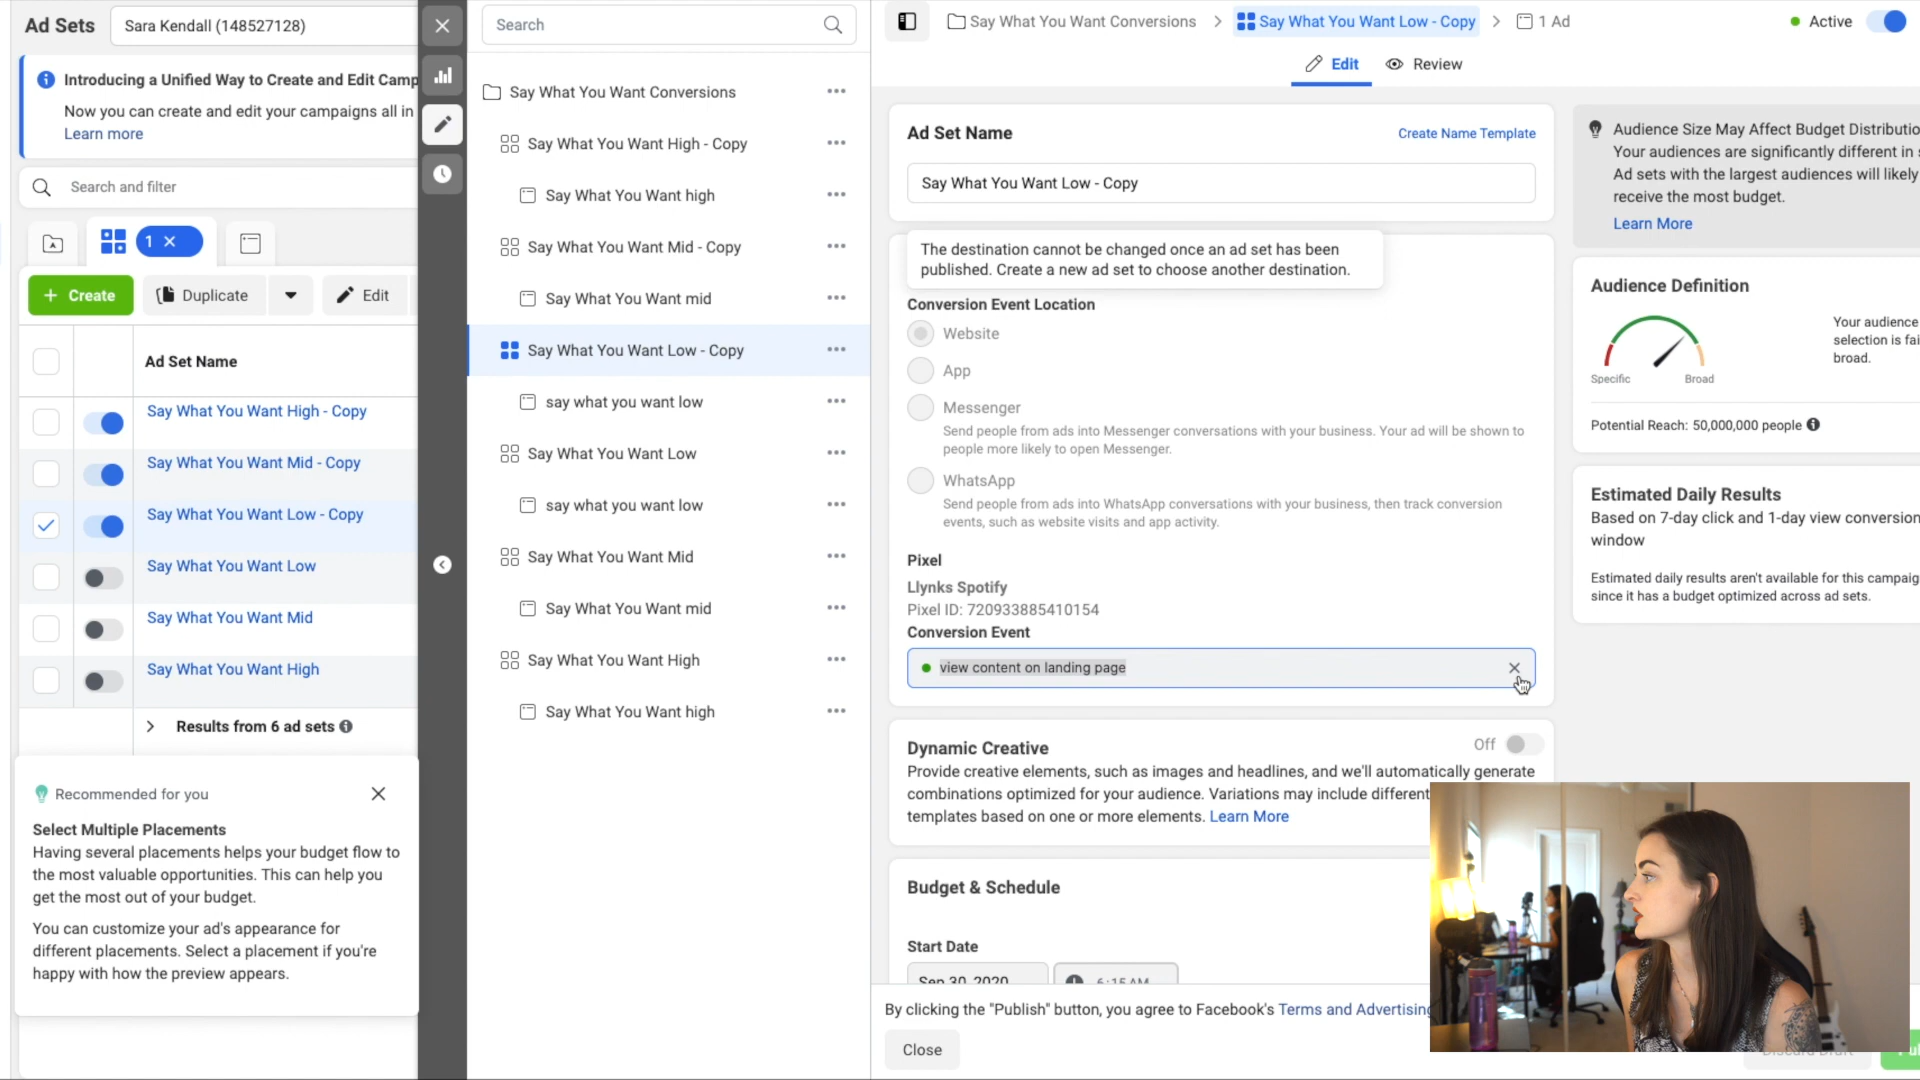 Ad Sets
Sara Kendall (148527128)
Introducing a Unified Way to Create and Edit Camp
Now you can create and edit your campaigns all in
Learn more
Search and filter
1
Create
Duplicate
Edit
Ad Set Name
Say What You Want High - Copy
Say What You Want Mid - Copy
Say What You Want Low - Copy
Say What You Want Low
Say What You Want Mid
Say What You Want High
Results from 6 ad sets
Recommended for you
Select Multiple Placements
Having several placements helps your budget flow to
the most valuable opportunities. This can help you
get the most out of your budget.
You can customize your ad's appearance for
different placements. Select a placement if you're
happy with how the preview appears.
Search
Say What You Want Conversions
Say What You Want High - Copy
Say What You Want high
Say What You Want Mid - Copy
Say What You Want mid
Say What You Want Low - Copy
say what you want low
Say What You Want Low
say what you want low
Say What You Want Mid
Say What You Want mid
Say What You Want High
Say What You Want high
Say What You Want Conversions
Say What You Want Low - Copy
1 Ad
Active
Edit
Review
Ad Set Name
Create Name Template
Say What You Want Low - Copy
The destination cannot be changed once an ad set has been
published. Create a new ad set to choose another destination.
Conversion Event Location
Website
App
Messenger
Send people from ads into Messenger conversations with your business. Your ad will be shown to
people more likely to open Messenger.
WhatsApp
Send people from ads into WhatsApp conversations with your business, then track conversion
events, such as website visits and app activity.
Pixel
Llynks Spotify
Pixel ID: 720933885410154
Conversion Event
view content on landing page
Dynamic Creative
Off
Provide creative elements, such as images and headlines, and we'll automatically generate
combinations optimized for your audience. Variations may include different
templates based on one or more elements. Learn More
Budget & Schedule
Start Date
Sep 30, 2020
6:15 AM
By clicking the "Publish" button, you agree to Facebook's Terms and Advertising
Close
Discard Draft
Audience Size May Affect Budget Distributio
Your audiences are significantly different in s
Ad sets with the largest audiences will likely
receive the most budget.
Learn More
Audience Definition
Specific
Broad
Your audience
selection is fai
broad.
Potential Reach: 50,000,000 people
Estimated Daily Results
Based on 7-day click and 1-day view conversion
window
Estimated daily results aren't available for this campaig
since it has a budget optimized across ad sets.